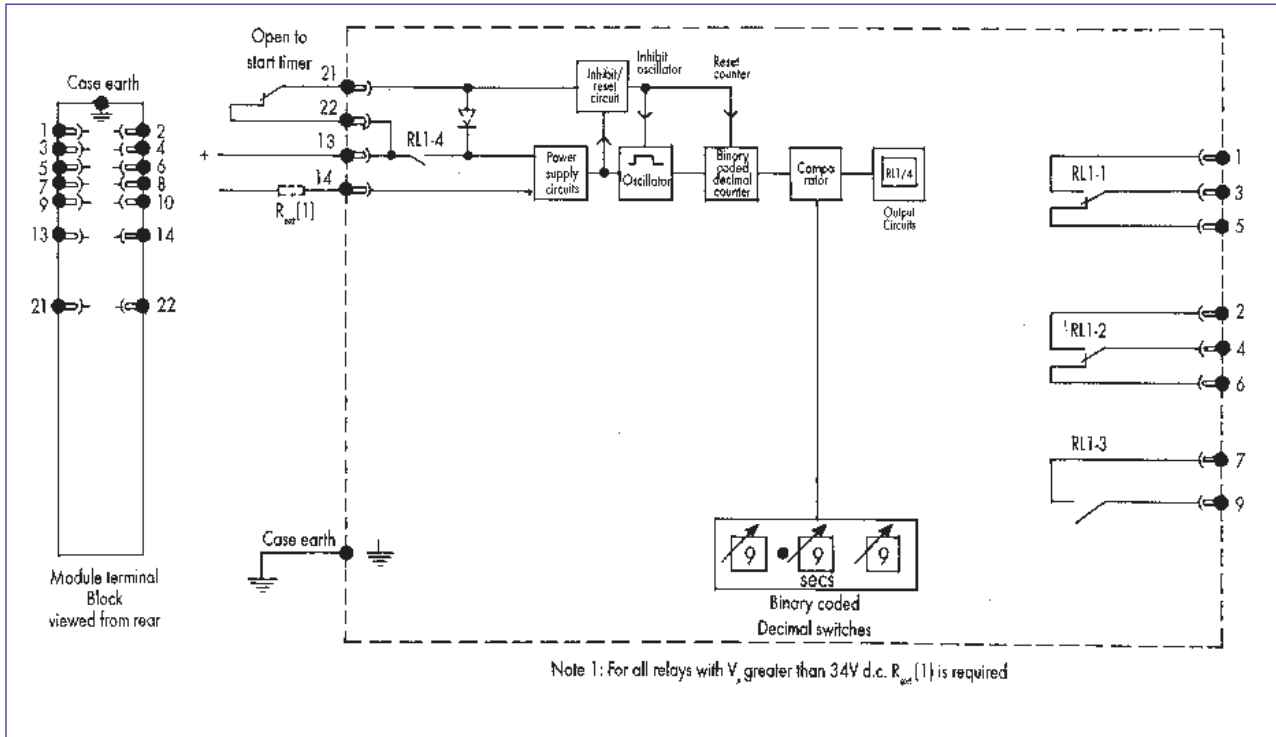 Case earth
1
2
3
4
5
6
7
8
9
10
13
14
21
22
Module terminal
Block
viewed from rear
Open to
start timer
21
22
13
+
14
R ext (1)
RL1-4
Inhibit/
reset
circuit
Inhibit
oscillator
Reset
counter
Power
supply
circuits
Oscillator
Binary
coded
decimal
counter
Compa
rator
RL1/4
Output
Circuits
RL1-1
1
3
5
RL1-2
2
4
6
RL1-3
7
9
Case earth
9
9
9
secs
Binary coded
Decimal switches
Note 1: For all relays with V greater than 34V d.c. R ext (1) is required